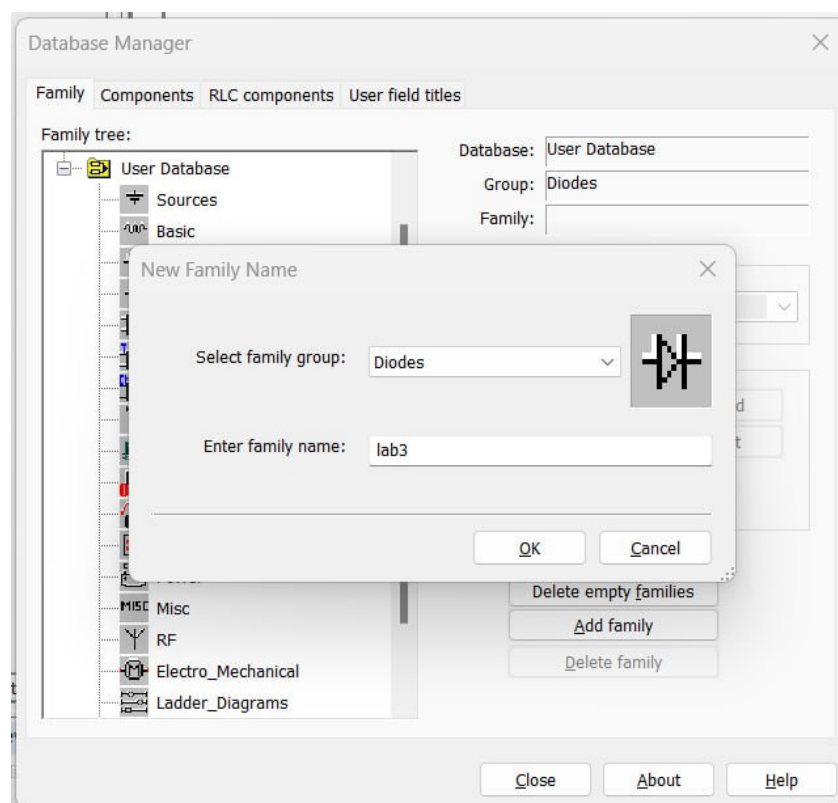 Database Manager
Family Components RLC components User field titles
Family tree:
User Database
Sources
Basic
Database: User Database
Group: Diodes
Family:
New Family Name
Select family group: Diodes
Enter family name: lab3
OK Cancel
Misc
RF
Electro_Mechanical
Ladder_Diagrams
Delete empty families
Add family
Delete family
Close About Help